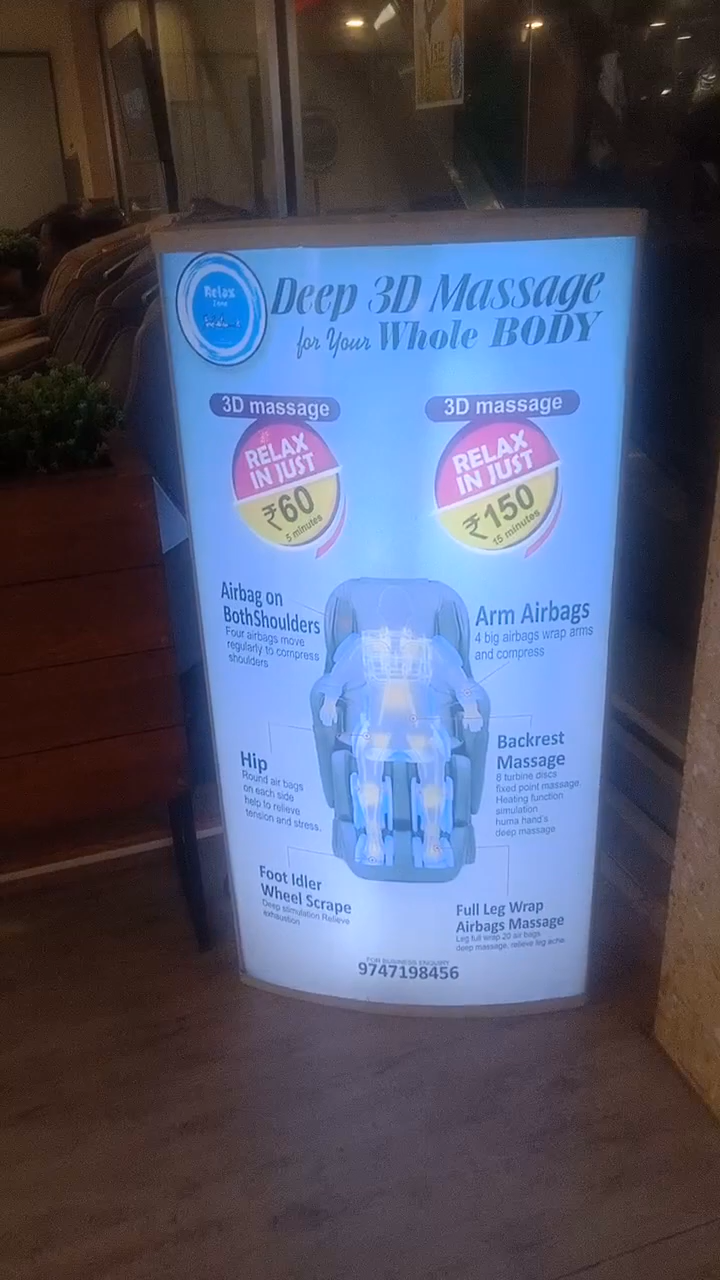 Relax
Zone
Deep 3D Massage
for Your Whole BODY
3D massage
RELAX
IN JUST
₹60
5 minutes
3D massage
RELAX
IN JUST
₹150
15 minutes
Airbag on
BothShoulders
Four airbags move
regularly to compress
shoulders
Arm Airbags
4 big airbags wrap arms
and compress
Hip
Round air bags
on each side
help to relieve
tension and stress.
Backrest
Massage
8 turbine discs
fixed point massage.
Heating function
simulation
huma hand's
deep massage
Foot Idler
Wheel Scrape
Deep stimulation Relieve
exhaustion
Full Leg Wrap
Airbags Massage
Leg full wrap 20 air bags
deep massage, relieve leg ache
FOR BUSINESS ENQUIRY
9747198456